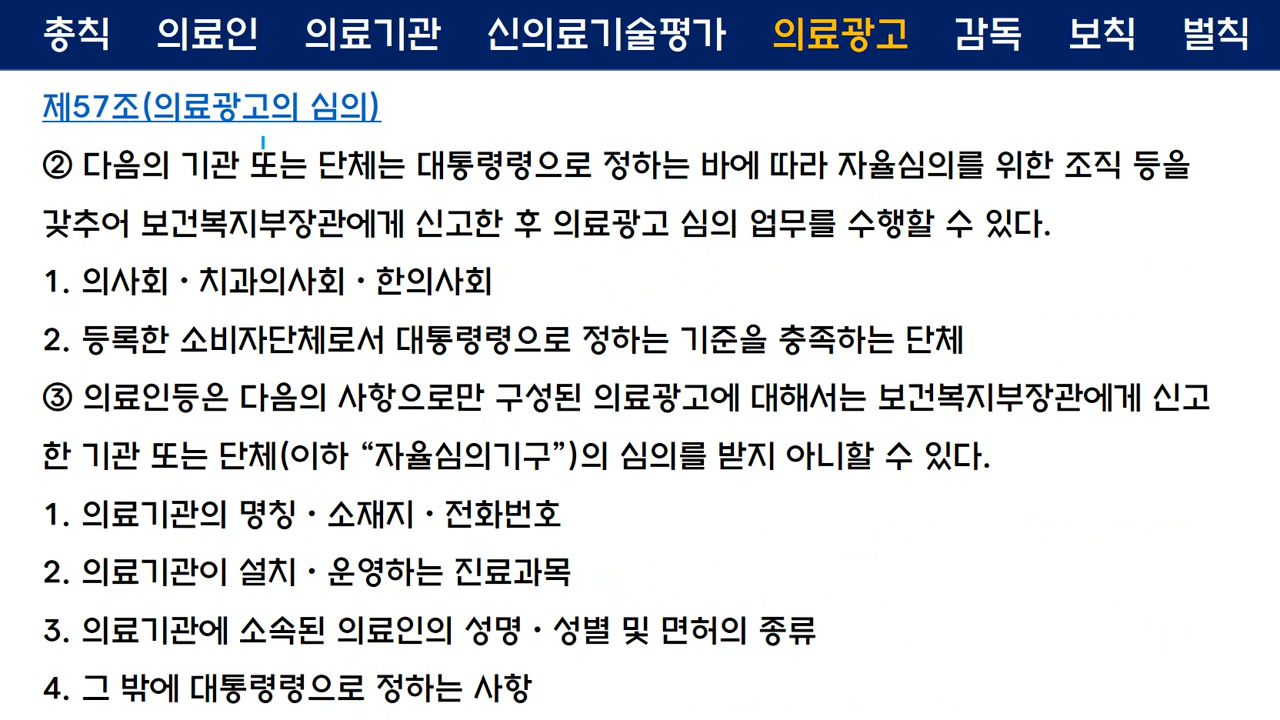 총칙 의료인 의료기관 신의료기술평가 의료광고 감독 보칙 벌칙
제57조(의료광고의 심의)
② 다음의 기관 또는 단체는 대통령령으로 정하는 바에 따라 자율심의를 위한 조직 등을
갖추어 보건복지부장관에게 신고한 후 의료광고 심의 업무를 수행할 수 있다.
1. 의사회 · 치과의사회 · 한의사회
2. 등록한 소비자단체로서 대통령령으로 정하는 기준을 충족하는 단체
③ 의료인등은 다음의 사항으로만 구성된 의료광고에 대해서는 보건복지부장관에게 신고
한 기관 또는 단체(이하 “자율심의기구”)의 심의를 받지 아니할 수 있다.
1. 의료기관의 명칭 · 소재지 · 전화번호
2. 의료기관이 설치 · 운영하는 진료과목
3. 의료기관에 소속된 의료인의 성명 · 성별 및 면허의 종류
4. 그 밖에 대통령령으로 정하는 사항